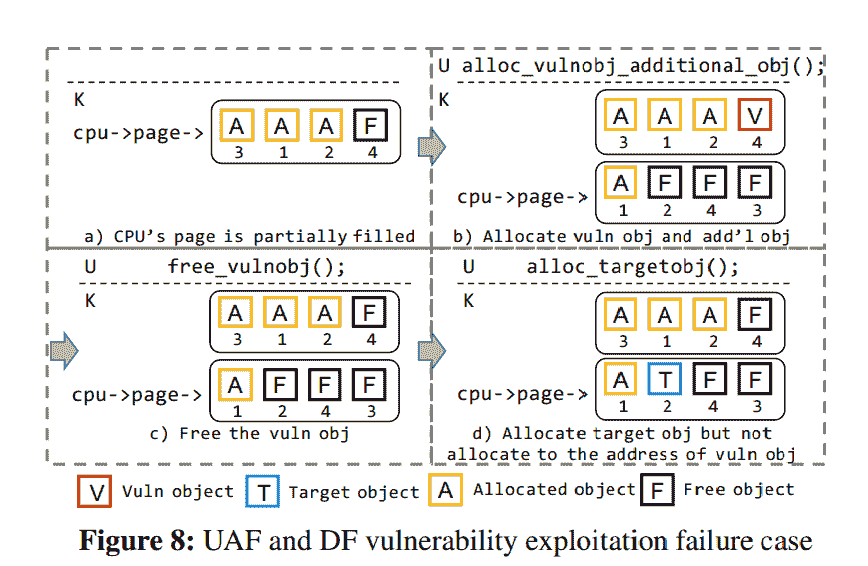 K
cpu->page->
A A A F
3 1 2 4
a) CPU's page is partially filled
U alloc_vulnobj_additional_obj();
K
A A A V
3 1 2 4
cpu->page->
A F F F
1 2 4 3
b) Allocate vuln obj and add'l obj
U free_vulnobj();
K
A A A F
3 1 2 4
cpu->page->
A F F F
1 2 4 3
c) Free the vuln obj
U alloc_targetobj();
K
A A A F
3 1 2 4
cpu->page->
A T F F
1 2 4 3
d) Allocate target obj but not
allocate to the address of vuln obj
V Vuln object T Target object A Allocated object F Free object
Figure 8: UAF and DF vulnerability exploitation failure case